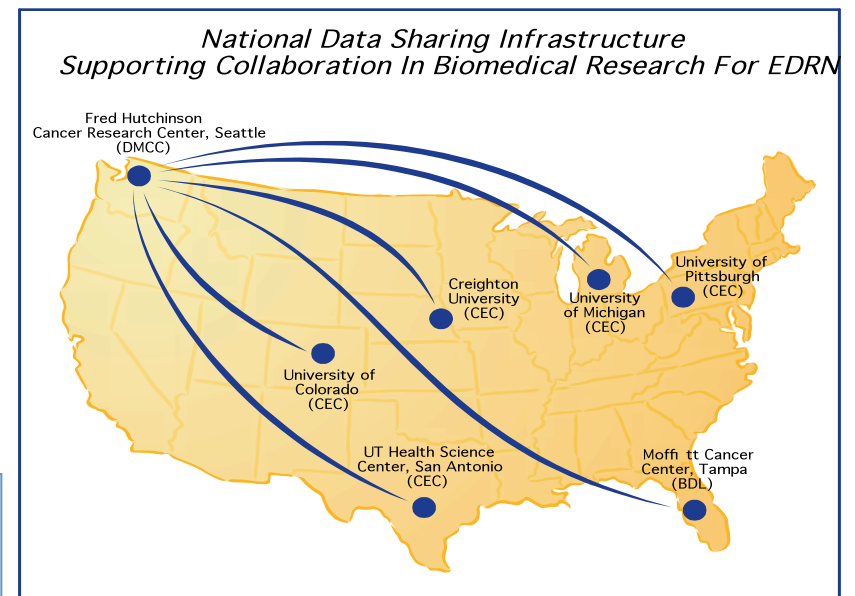 National Data Sharing Infrastructure
Supporting Collaboration In Biomedical Research For EDRN
Fred Hutchinson
Cancer Research Center, Seattle
(DMCC)
University of
Pittsburgh
(CEC)
Creighton
University
(CEC)
University
of Michigan
(CEC)
University of
Colorado
(CEC)
UT Health Science
Center, San Antonio
(CEC)
Moffi tt Cancer
Center, Tampa
(BDL)